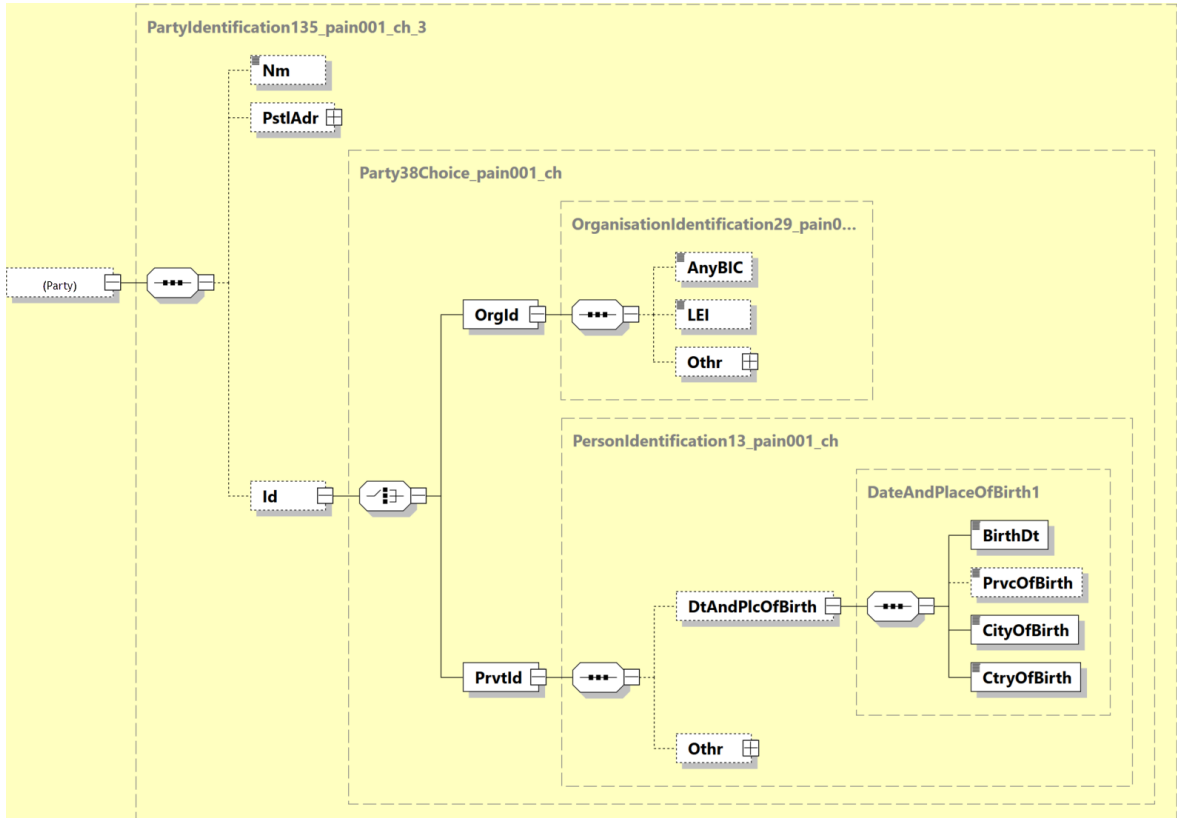 PartyIdentification135_pain001_ch_3
Nm
PstlAdr
Party38Choice_pain001_ch
OrganisationIdentification29_pain0...
AnyBIC
(Party)
OrgId
LEI
Othr
PersonIdentification13_pain001_ch
Id
DateAndPlaceOfBirth1
BirthDt
PrvcOfBirth
DtAndPlcOfBirth
CityOfBirth
PrvtId
CtryOfBirth
Othr